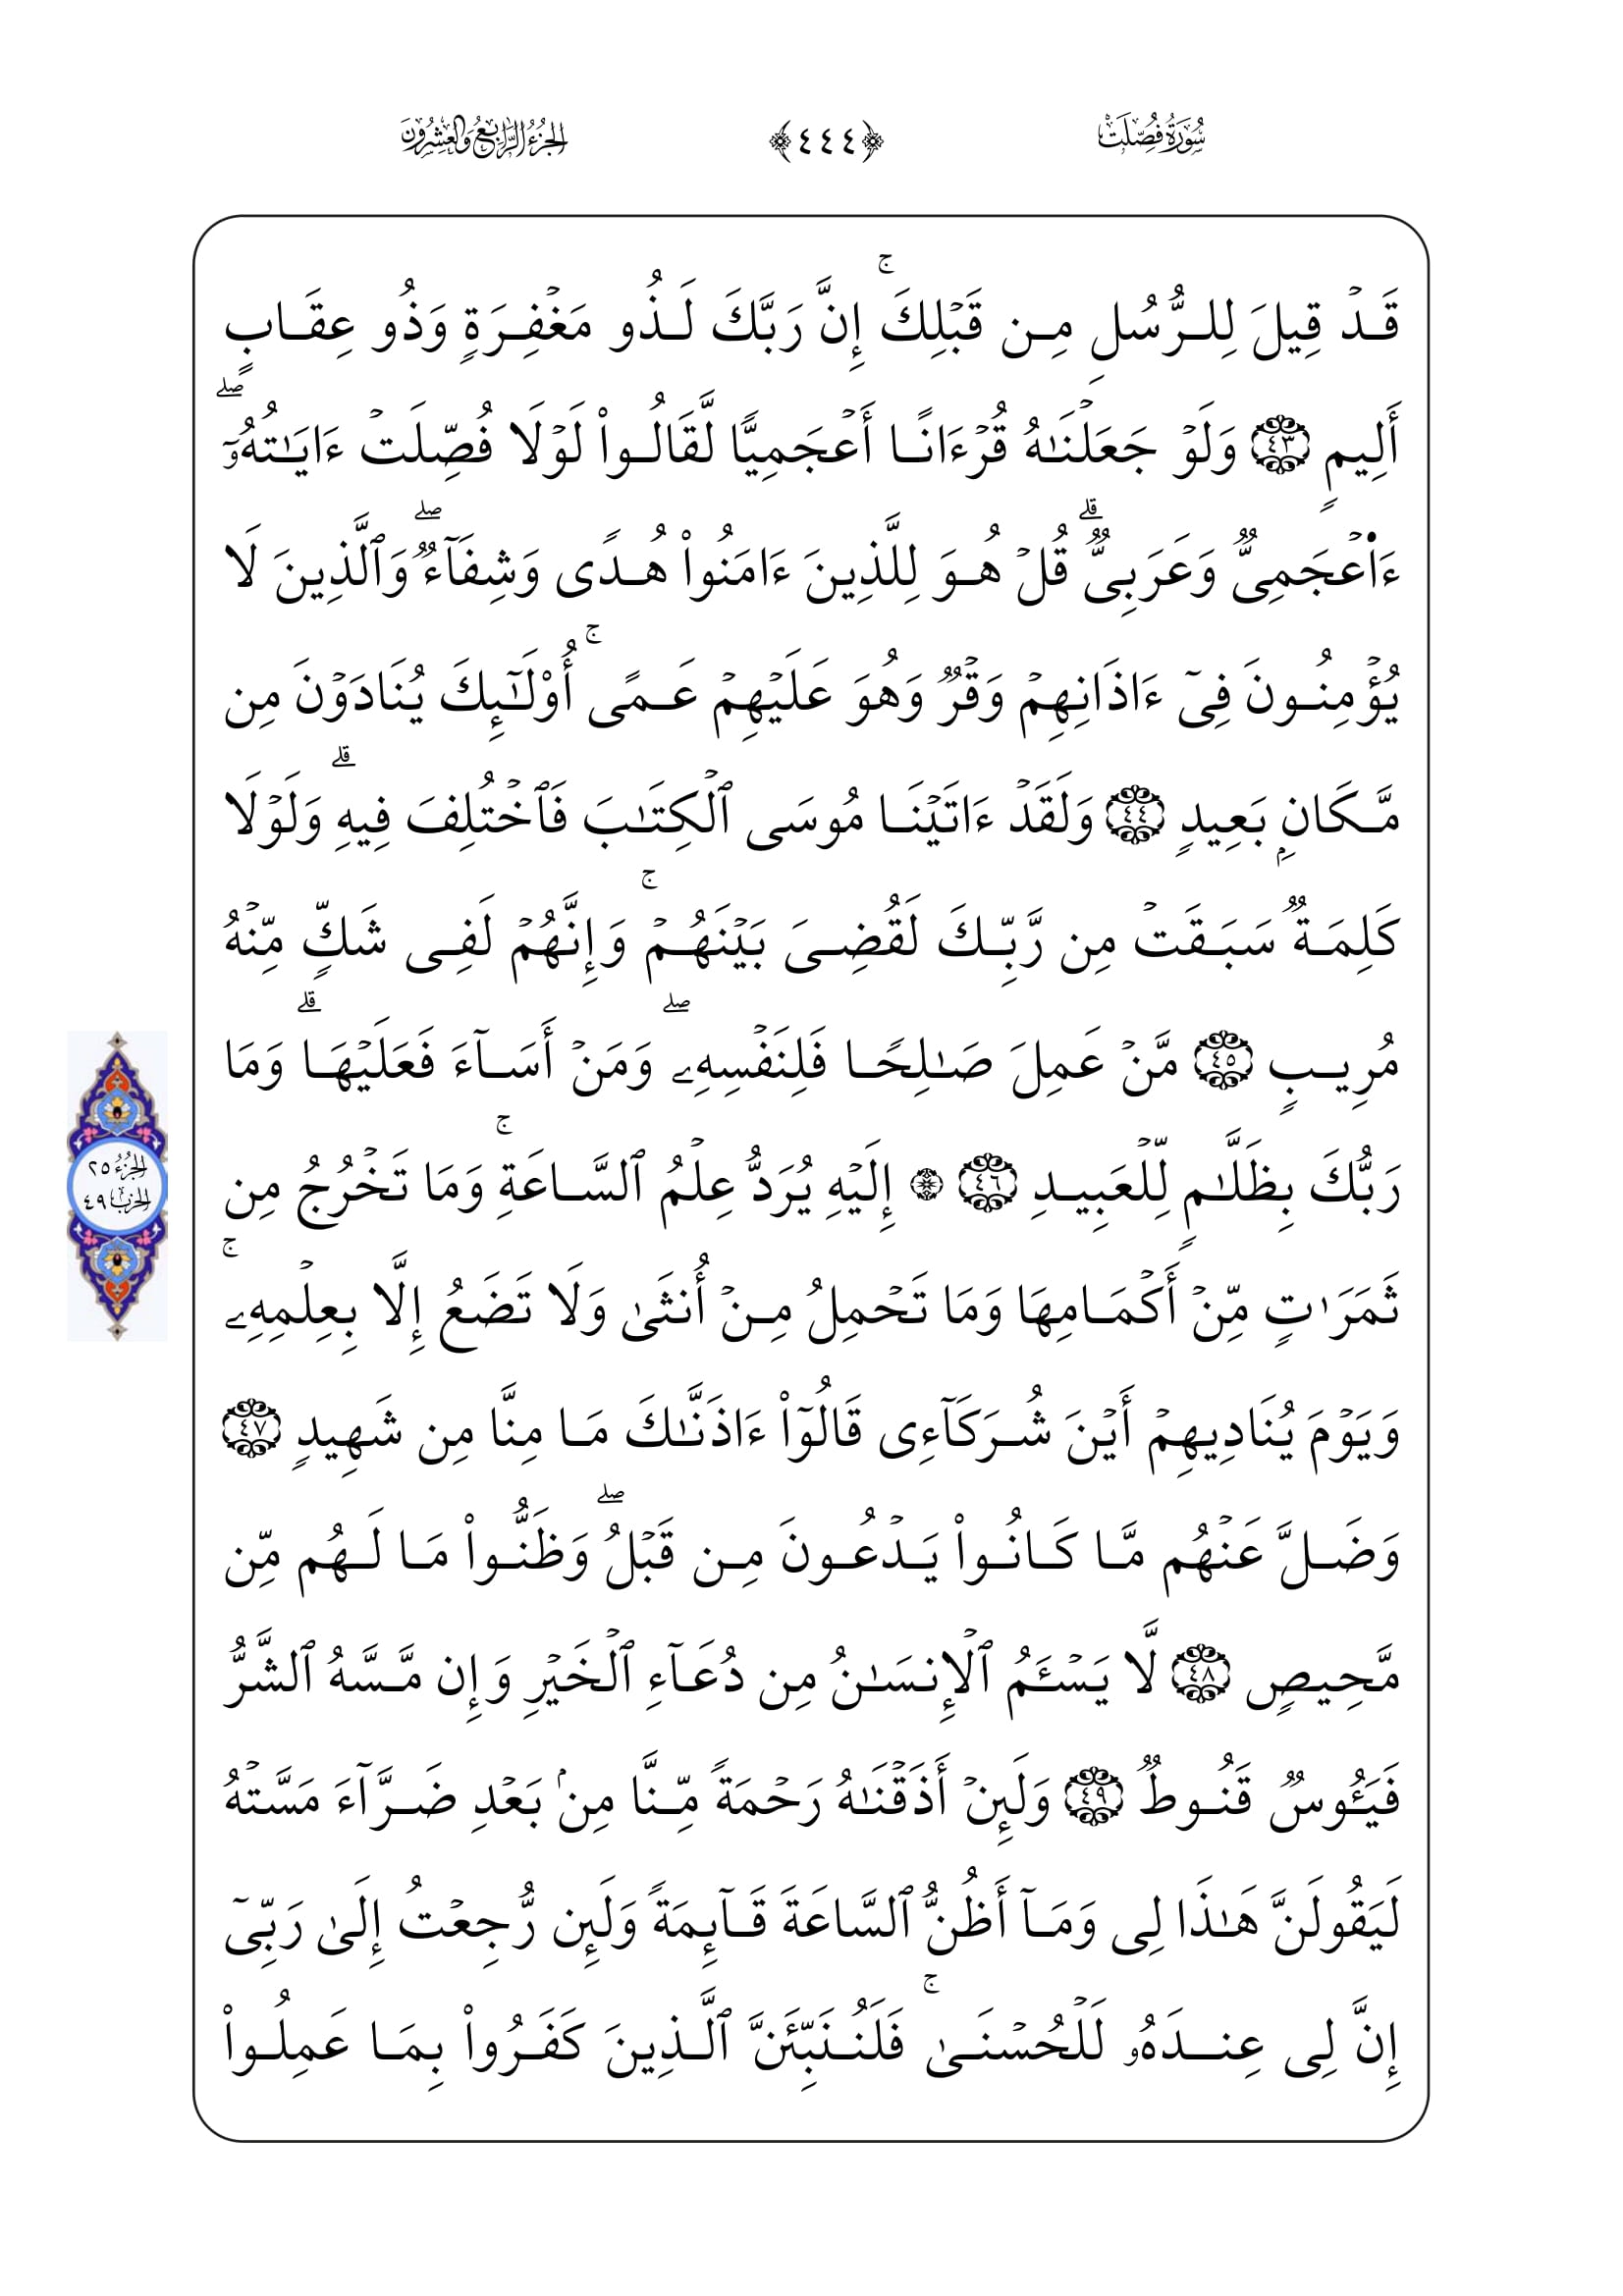 سُورَةُ فُصِّلَتْ
﴿٤٤٤﴾
الجُزْءُ الرَّابِعُ وَالعِشْرُونَ
قَدۡ قِيلَ لِلرُّسُلِ مِن قَبۡلِكَۚ إِنَّ رَبَّكَ لَذُو مَغۡفِرَةٖ وَذُو عِقَابٍ
أَلِيمٖ ٤٣ وَلَوۡ جَعَلۡنَٰهُ قُرۡءَانًا أَعۡجَمِيّٗا لَّقَالُواْ لَوۡلَا فُصِّلَتۡ ءَايَٰتُهُۥٓۖ
ءَا۬عۡجَمِيّٞ وَعَرَبِيّٞۗ قُلۡ هُوَ لِلَّذِينَ ءَامَنُواْ هُدٗى وَشِفَآءٞۖ وَٱلَّذِينَ لَا
يُؤۡمِنُونَ فِيٓ ءَاذَانِهِمۡ وَقۡرٞ وَهُوَ عَلَيۡهِمۡ عَمًىۚ أُوْلَٰٓئِكَ يُنَادَوۡنَ مِن
مَّكَانِۭ بَعِيدٖ ٤٤ وَلَقَدۡ ءَاتَيۡنَا مُوسَى ٱلۡكِتَٰبَ فَٱخۡتُلِفَ فِيهِۗ وَلَوۡلَا
كَلِمَةٞ سَبَقَتۡ مِن رَّبِّكَ لَقُضِيَ بَيۡنَهُمۡۚ وَإِنَّهُمۡ لَفِي شَكّٖ مِّنۡهُ
مُرِيبٖ ٤٥ مَّنۡ عَمِلَ صَٰلِحٗا فَلِنَفۡسِهِۦۖ وَمَنۡ أَسَآءَ فَعَلَيۡهَاۗ وَمَا
رَبُّكَ بِظَلَّٰمٖ لِّلۡعَبِيدِ ٤٦ ۞ إِلَيۡهِ يُرَدُّ عِلۡمُ ٱلسَّاعَةِۚ وَمَا تَخۡرُجُ مِن
ثَمَرَٰتٖ مِّنۡ أَكۡمَامِهَا وَمَا تَحۡمِلُ مِنۡ أُنثَىٰ وَلَا تَضَعُ إِلَّا بِعِلۡمِهِۦۚ
وَيَوۡمَ يُنَادِيهِمۡ أَيۡنَ شُرَكَآءِي قَالُوٓاْ ءَاذَنَّٰكَ مَا مِنَّا مِن شَهِيدٖ ٤٧
وَضَلَّ عَنۡهُم مَّا كَانُواْ يَدۡعُونَ مِن قَبۡلُۖ وَظَنُّواْ مَا لَهُم مِّن
مَّحِيصٖ ٤٨ لَّا يَسۡـَٔمُ ٱلۡإِنسَٰنُ مِن دُعَآءِ ٱلۡخَيۡرِ وَإِن مَّسَّهُ ٱلشَّرُّ
فَيَـُٔوسٞ قَنُوطٞ ٤٩ وَلَئِنۡ أَذَقۡنَٰهُ رَحۡمَةٗ مِّنَّا مِنۢ بَعۡدِ ضَرَّآءَ مَسَّتۡهُ
لَيَقُولَنَّ هَٰذَا لِي وَمَآ أَظُنُّ ٱلسَّاعَةَ قَآئِمَةٗ وَلَئِن رُّجِعۡتُ إِلَىٰ رَبِّيٓ
إِنَّ لِي عِندَهُۥ لَلۡحُسۡنَىٰۚ فَلَنُنَبِّئَنَّ ٱلَّذِينَ كَفَرُواْ بِمَا عَمِلُواْ
الجُزْءُ ٢٥
الحِزْبُ ٤٩